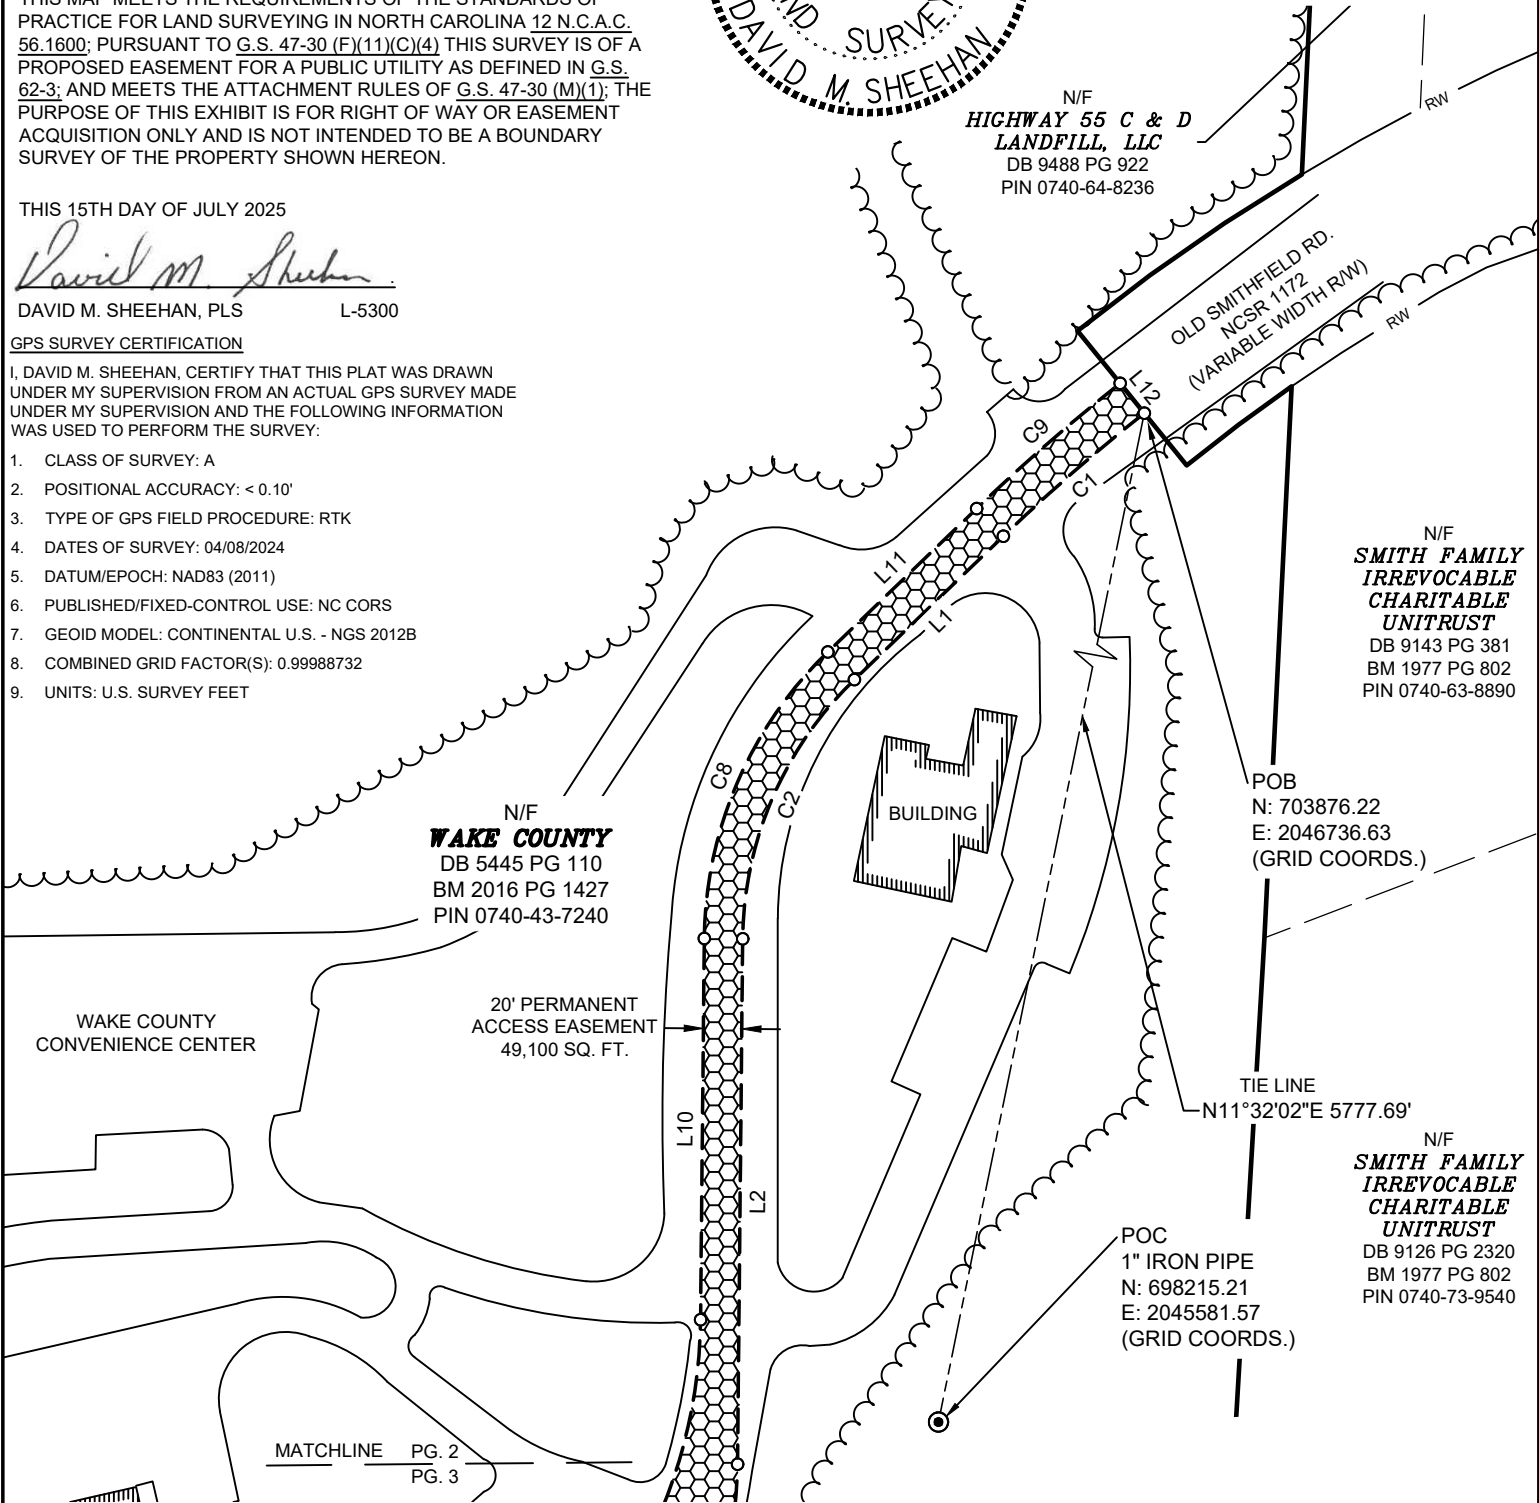 THIS MAP MEETS THE REQUIREMENTS OF THE STANDARDS OF
PRACTICE FOR LAND SURVEYING IN NORTH CAROLINA 12 N.C.A.C.
56.1600; PURSUANT TO G.S. 47-30 (F)(11)(C)(4) THIS SURVEY IS OF A
PROPOSED EASEMENT FOR A PUBLIC UTILITY AS DEFINED IN G.S.
62-3; AND MEETS THE ATTACHMENT RULES OF G.S. 47-30 (M)(1); THE
PURPOSE OF THIS EXHIBIT IS FOR RIGHT OF WAY OR EASEMENT
ACQUISITION ONLY AND IS NOT INTENDED TO BE A BOUNDARY
SURVEY OF THE PROPERTY SHOWN HEREON.
THIS 15TH DAY OF JULY 2025
David M. Sheehan
DAVID M. SHEEHAN, PLS L-5300
GPS SURVEY CERTIFICATION
I, DAVID M. SHEEHAN, CERTIFY THAT THIS PLAT WAS DRAWN
UNDER MY SUPERVISION FROM AN ACTUAL GPS SURVEY MADE
UNDER MY SUPERVISION AND THE FOLLOWING INFORMATION
WAS USED TO PERFORM THE SURVEY:
1. CLASS OF SURVEY: A
2. POSITIONAL ACCURACY: < 0.10'
3. TYPE OF GPS FIELD PROCEDURE: RTK
4. DATES OF SURVEY: 04/08/2024
5. DATUM/EPOCH: NAD83 (2011)
6. PUBLISHED/FIXED-CONTROL USE: NC CORS
7. GEOID MODEL: CONTINENTAL U.S. - NGS 2012B
8. COMBINED GRID FACTOR(S): 0.99988732
9. UNITS: U.S. SURVEY FEET
SURVE
DAVID M. SHEEHAN
N/F
HIGHWAY 55 C & D
LANDFILL, LLC
DB 9488 PG 922
PIN 0740-64-8236
RW
OLD SMITHFIELD RD.
NCSR 1172
(VARIABLE WIDTH R/W)
RW
L12
C9
C1
L11
L1
C8
C2
BUILDING
N/F
SMITH FAMILY
IRREVOCABLE
CHARITABLE
UNITRUST
DB 9143 PG 381
BM 1977 PG 802
PIN 0740-63-8890
POB
N: 703876.22
E: 2046736.63
(GRID COORDS.)
N/F
WAKE COUNTY
DB 5445 PG 110
BM 2016 PG 1427
PIN 0740-43-7240
WAKE COUNTY
CONVENIENCE CENTER
20' PERMANENT
ACCESS EASEMENT
49,100 SQ. FT.
L10
L2
TIE LINE
N11°32'02"E 5777.69'
N/F
SMITH FAMILY
IRREVOCABLE
CHARITABLE
UNITRUST
DB 9126 PG 2320
BM 1977 PG 802
PIN 0740-73-9540
POC
1" IRON PIPE
N: 698215.21
E: 2045581.57
(GRID COORDS.)
MATCHLINE PG. 2
PG. 3